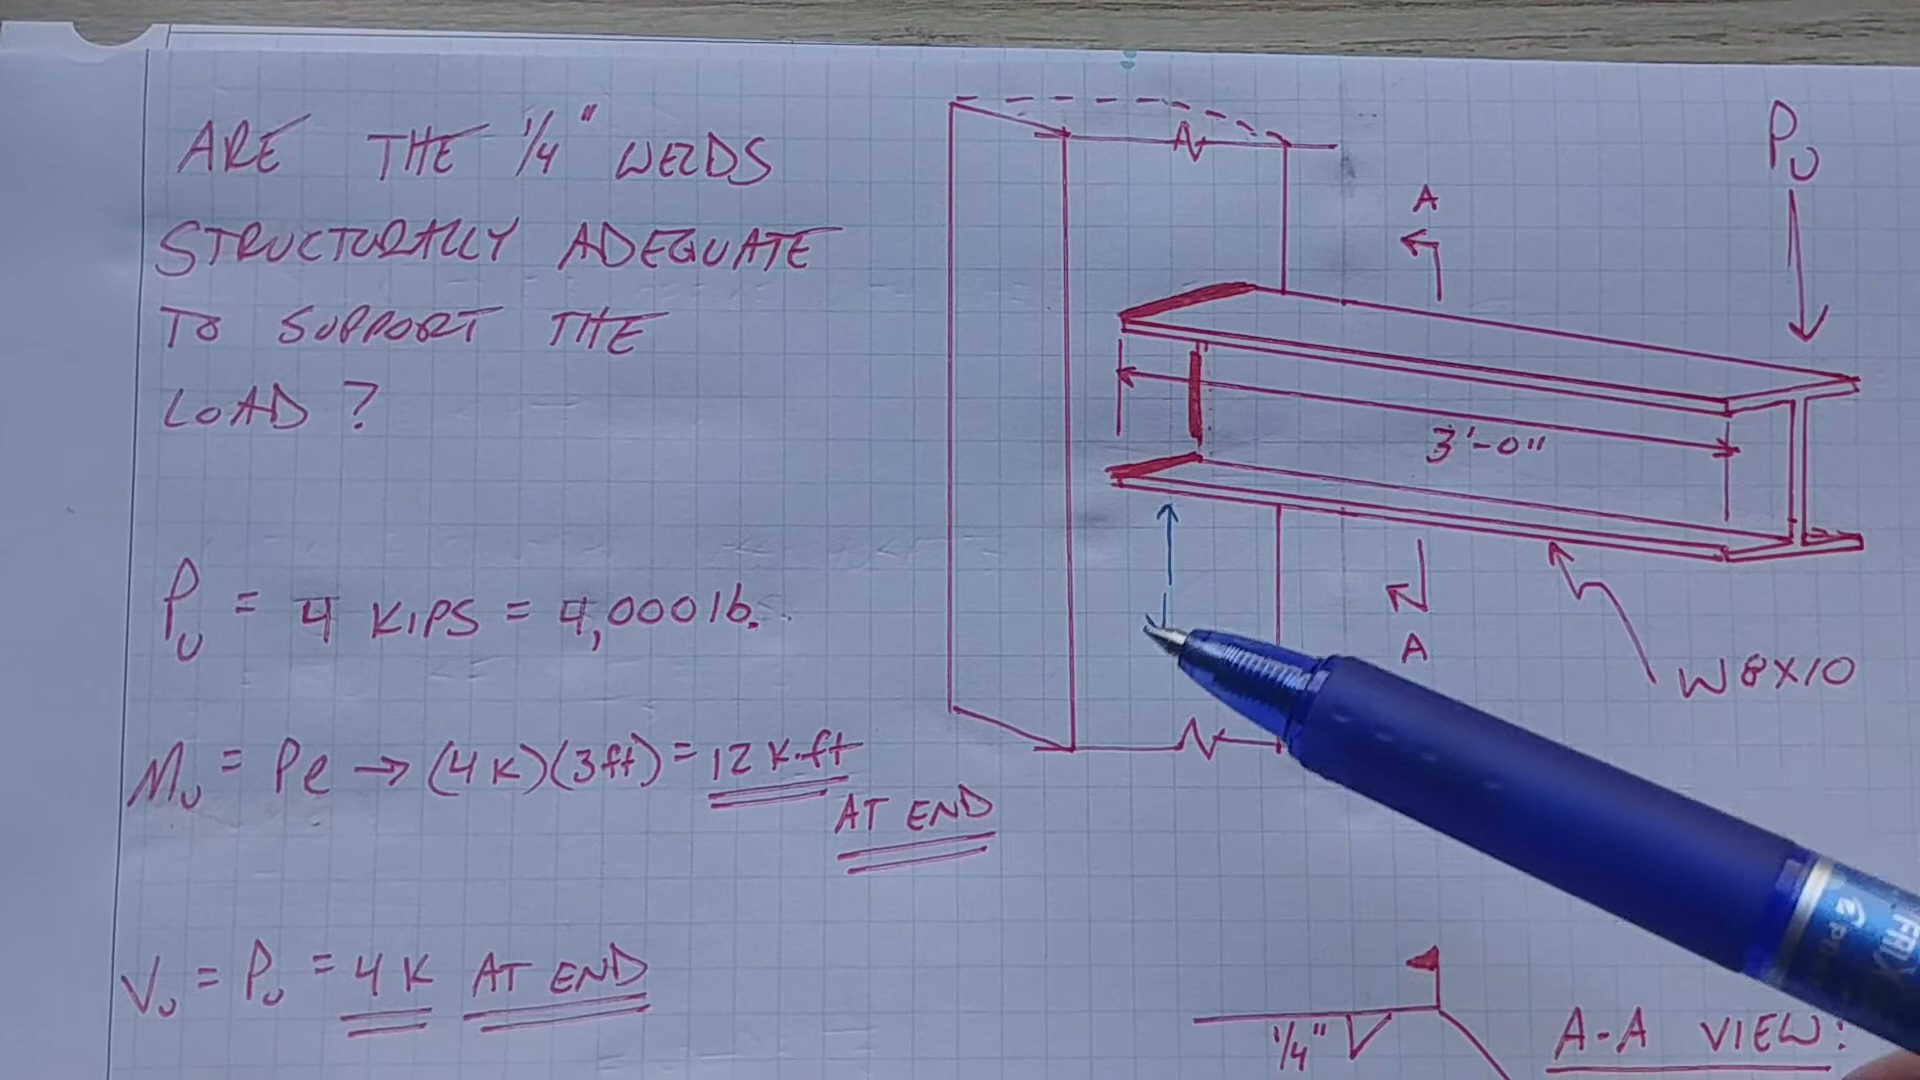 ARE THE 1/4" WELDS
STRUCTURALLY ADEQUATE
TO SUPPORT THE
LOAD?
Pu = 4 KIPS = 4,000 lb.
Mu = Pe → (4K)(3ft) = 12 K·ft
AT END
Vu = Pu = 4K AT END
Pu
A
3'-0"
A
W8X10
1/4"
A-A VIEW: